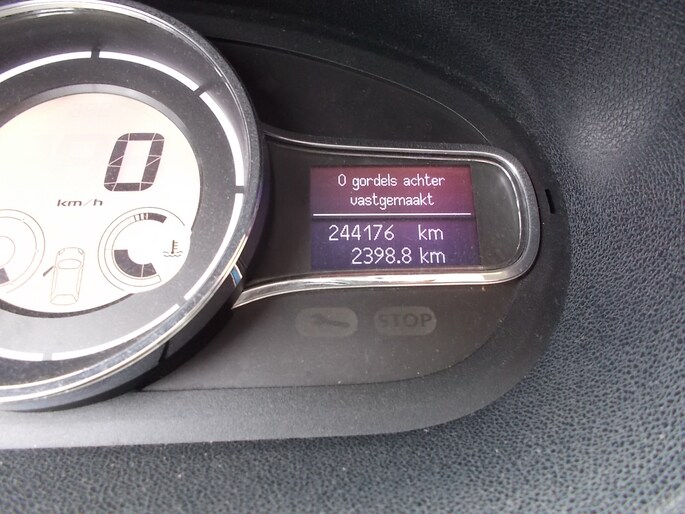 0
km/h
0 gordels achter
vastgemaakt
244176 km
2398.8 km
STOP